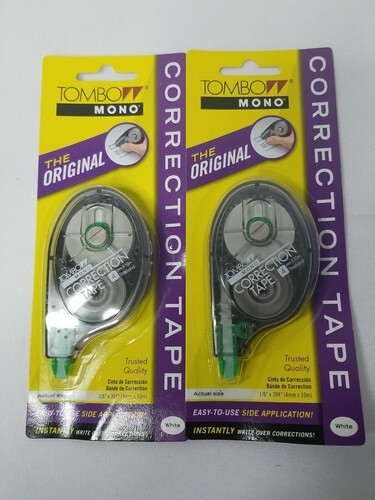 TOMBOW
MONO
THE
ORIGINAL
CORRECTION TAPE
TOMBOW
CORRECTION
TAPE
Trusted
Quality
Cinta de Corrección
Bande de Correction
Actual size
1/6" x 394" (4mm x 10m)
EASY-TO-USE SIDE APPLICATION!
INSTANTLY WRITE OVER CORRECTIONS!
White
TOMBOW
MONO
THE
ORIGINAL
CORRECTION TAPE
TOMBOW
CORRECTION
TAPE
Trusted
Quality
Cinta de Corrección
Bande de Correction
Actual size
1/6" x 394" (4mm x 10m)
EASY-TO-USE SIDE APPLICATION!
INSTANTLY WRITE OVER CORRECTIONS!
White